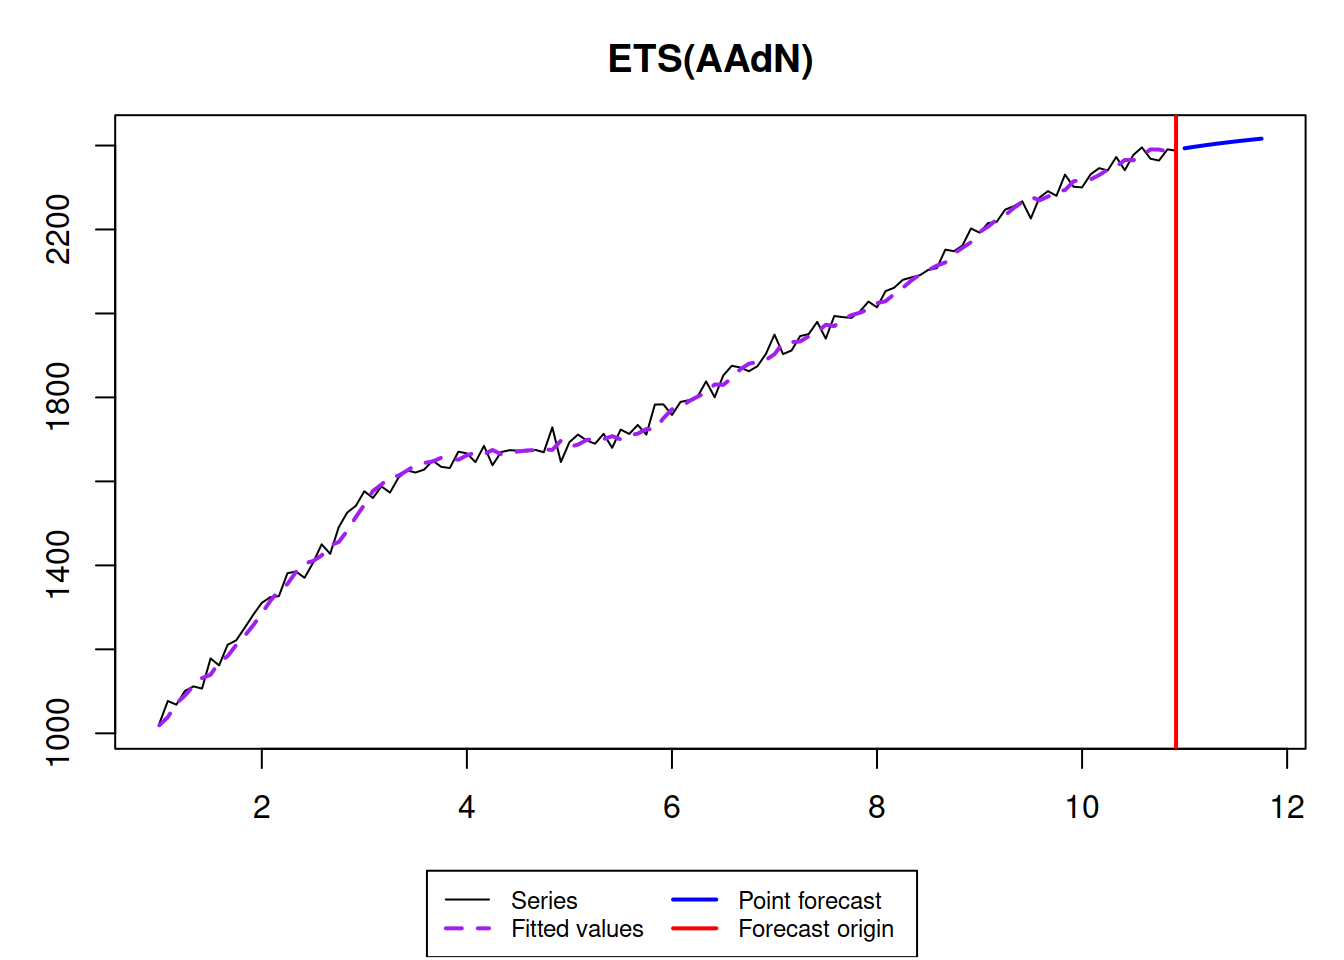 ETS(AAdN)
2200
1800
1400
1000
2 4 6 8 10 12
Series Point forecast
Fitted values Forecast origin